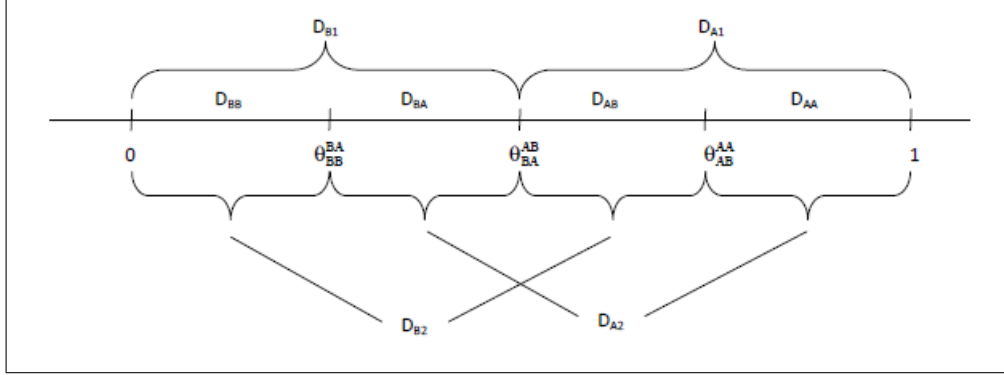 D_B1 D_A1
D_BB D_BA D_AB D_AA
0 θ_BB^BA θ_BA^AB θ_AB^AA 1
D_B2 D_A2